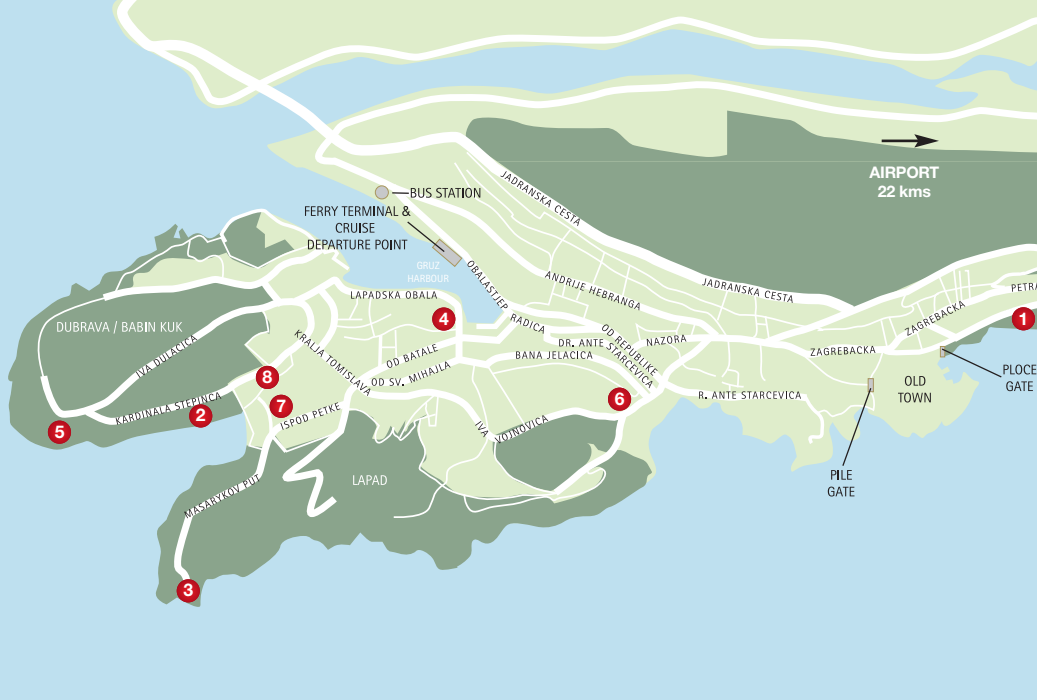 AIRPORT
22 kms
JADRANSKA CESTA
BUS STATION
FERRY TERMINAL &
CRUISE
DEPARTURE POINT
GRUZ
HARBOUR
OBALASTJEP
RADICA
ANDRIJE HEBRANGA
JADRANSKA CESTA
LAPADSKA OBALA
4
DUBRAVA / BABIN KUK
IVA DULACICA
KRALJA TOMISLAVA
OD BATALE
OD SV. MIHAJLA
DR. ANTE
STARCEVICA
BANA JELACICA
OD REPUBLIKE
NAZORA
ZAGREBACKA
ZAGREBACKA
PETRA
1
PLOCE
GATE
OLD
TOWN
PILE
GATE
R. ANTE STARCEVICA
6
8
7
ISPOD PETKE
KARDINALA STEPINCA
2
5
IVA
VOJNOVICA
LAPAD
MASARYKOV PUT
3